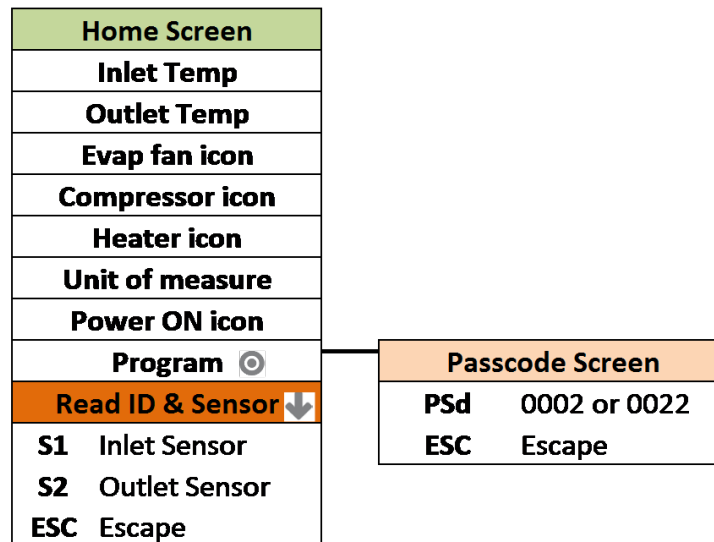 Home Screen
Inlet Temp
Outlet Temp
Evap fan icon
Compressor icon
Heater icon
Unit of measure
Power ON icon
Program
Read ID & Sensor
S1 Inlet Sensor
S2 Outlet Sensor
ESC Escape
Passcode Screen
PSd 0002 or 0022
ESC Escape